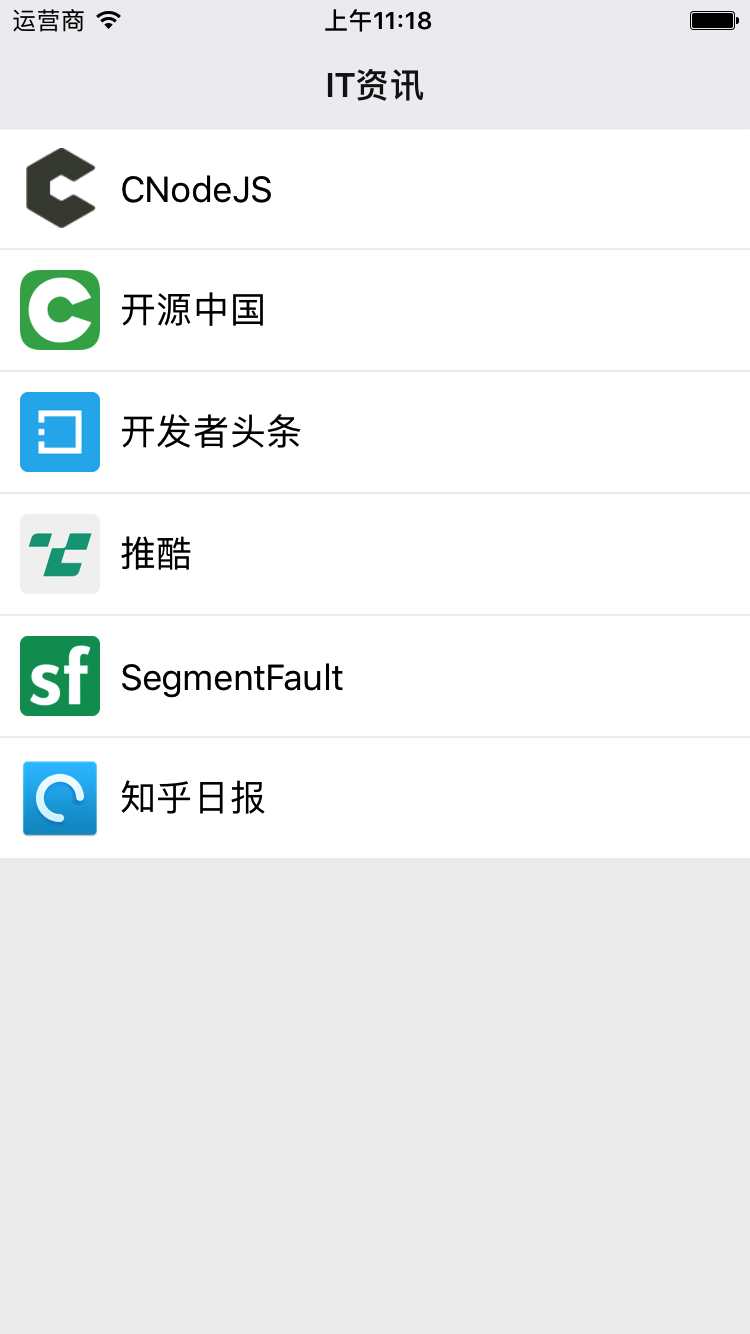 运营商 上午11:18
IT资讯
CNodeJS
开源中国
开发者头条
推酷
sf SegmentFault
知乎日报